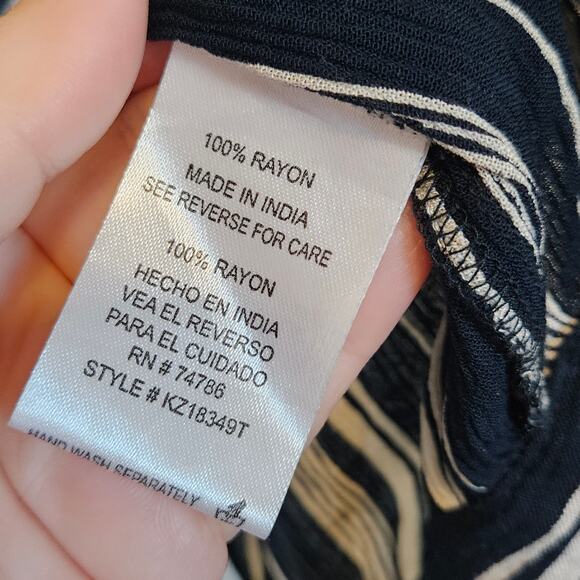 100% RAYON
MADE IN INDIA
SEE REVERSE FOR CARE
100% RAYON
HECHO EN INDIA
VEA EL REVERSO
PARA EL CUIDADO
RN # 74786
STYLE # KZ18349T
HAND WASH SEPARATELY